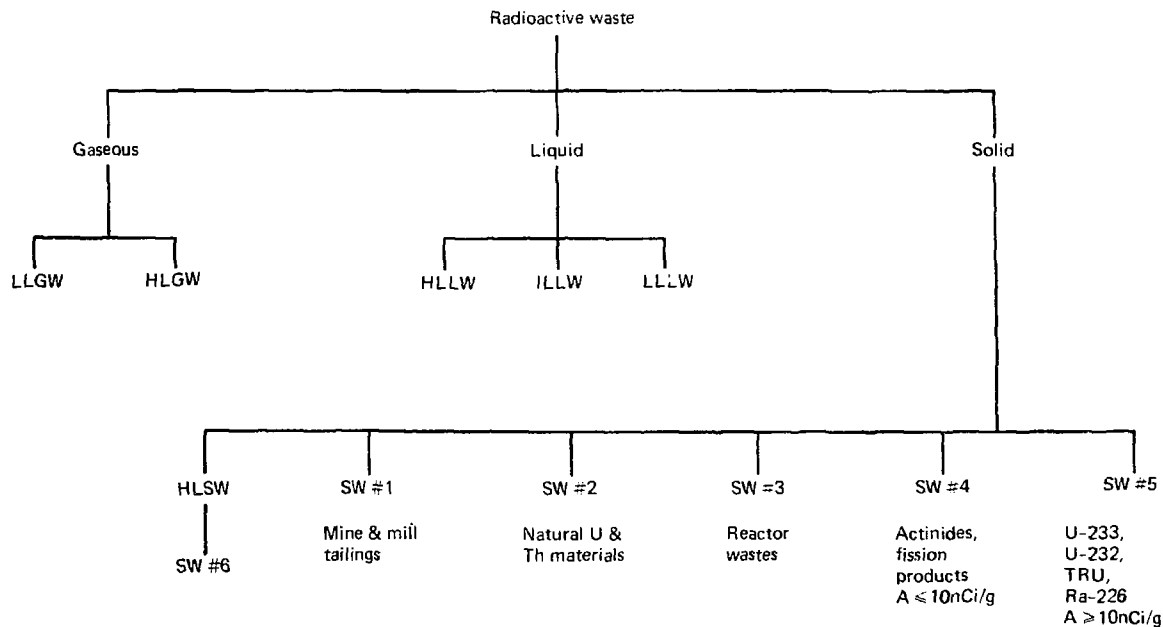 Radioactive waste
Gaseous
Liquid
Solid
LLGW
HLGW
HLLW
ILLW
LLLW
HLSW
SW #1
SW #2
SW #3
SW #4
SW #5
SW #6
Mine & mill
tailings
Natural U &
Th materials
Reactor
wastes
Actinides,
fission
products
A ⩽ 10nCi/g
U-233,
U-232,
TRU,
Ra-226
A ⩾ 10nCi/g